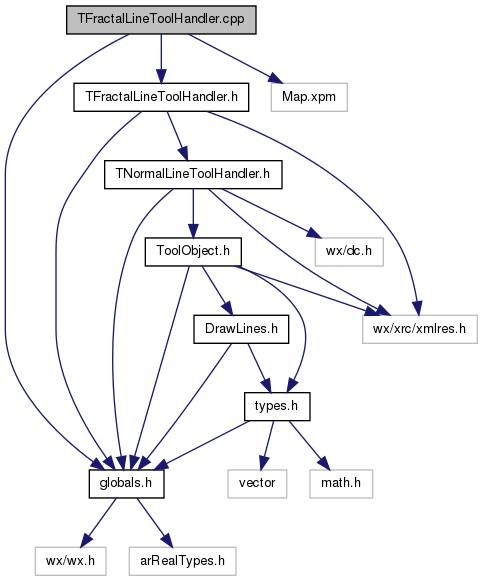 TFractalLineToolHandler.cpp
TFractalLineToolHandler.h
Map.xpm
TNormalLineToolHandler.h
ToolObject.h
wx/dc.h
DrawLines.h
wx/xrc/xmlres.h
types.h
globals.h
vector
math.h
wx/wx.h
arRealTypes.h